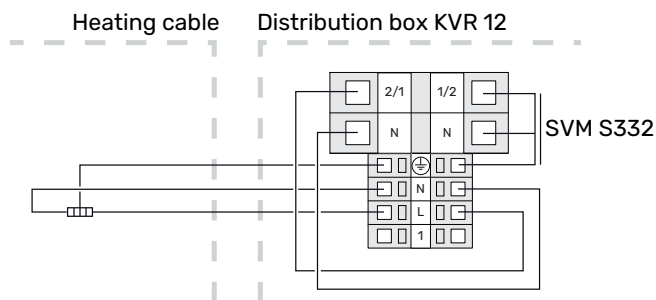 Heating cable
Distribution box KVR 12
2/1
1/2
N
N
SVM S332
N
L
1